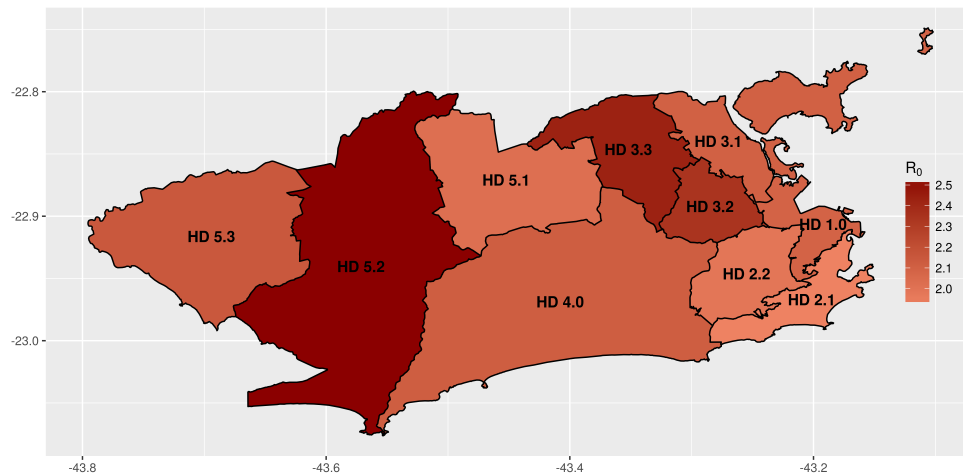 -22.8
-22.9
-23.0
-43.8
-43.6
-43.4
-43.2
HD 3.3
HD 3.1
HD 5.1
HD 3.2
HD 1.0
HD 5.3
HD 5.2
HD 2.2
HD 4.0
HD 2.1
R₀
2.5
2.4
2.3
2.2
2.1
2.0